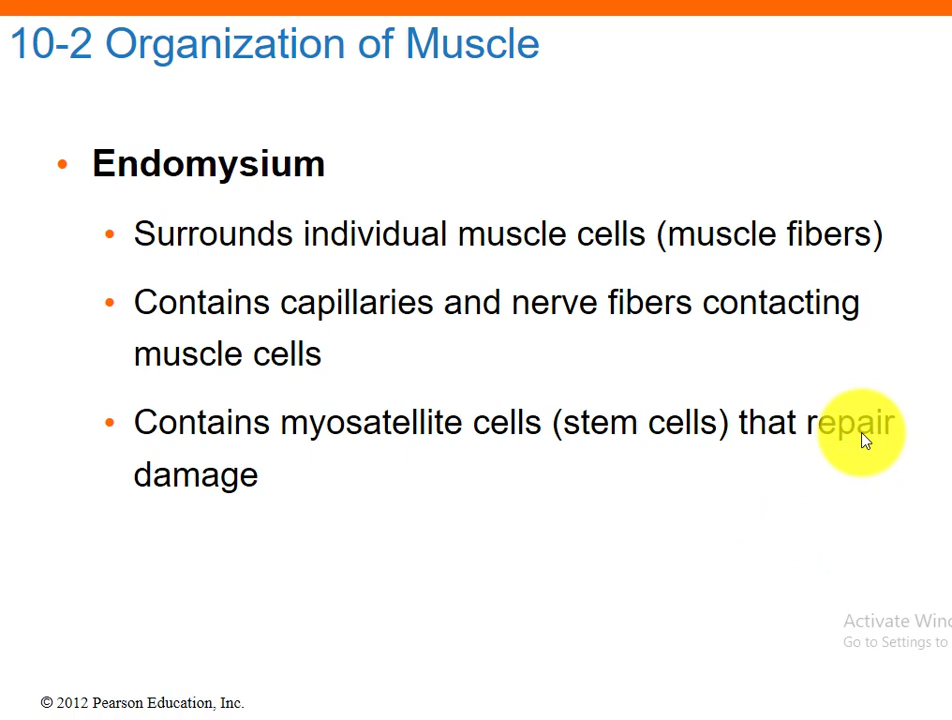 10-2 Organization of Muscle
• Endomysium
• Surrounds individual muscle cells (muscle fibers)
• Contains capillaries and nerve fibers contacting
muscle cells
• Contains myosatellite cells (stem cells) that repair
damage
Activate Winc
Go to Settings to
© 2012 Pearson Education, Inc.